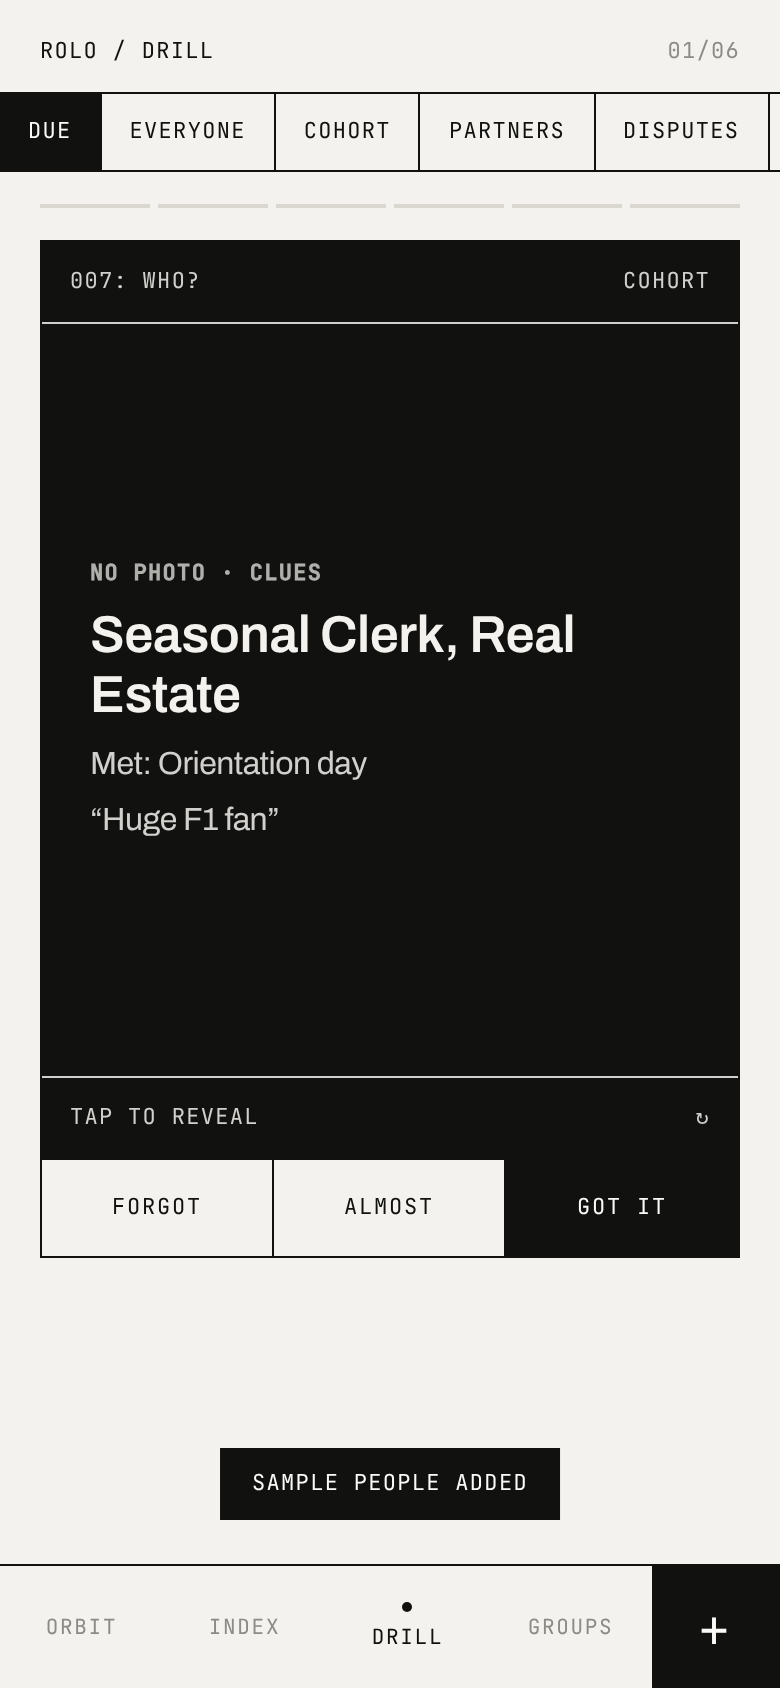 ROLO / DRILL 01/06
DUE EVERYONE COHORT PARTNERS DISPUTES
007: WHO? COHORT
NO PHOTO · CLUES
Seasonal Clerk, Real
Estate
Met: Orientation day
“Huge F1 fan”
TAP TO REVEAL ↻
FORGOT ALMOST GOT IT
SAMPLE PEOPLE ADDED
ORBIT INDEX DRILL GROUPS +